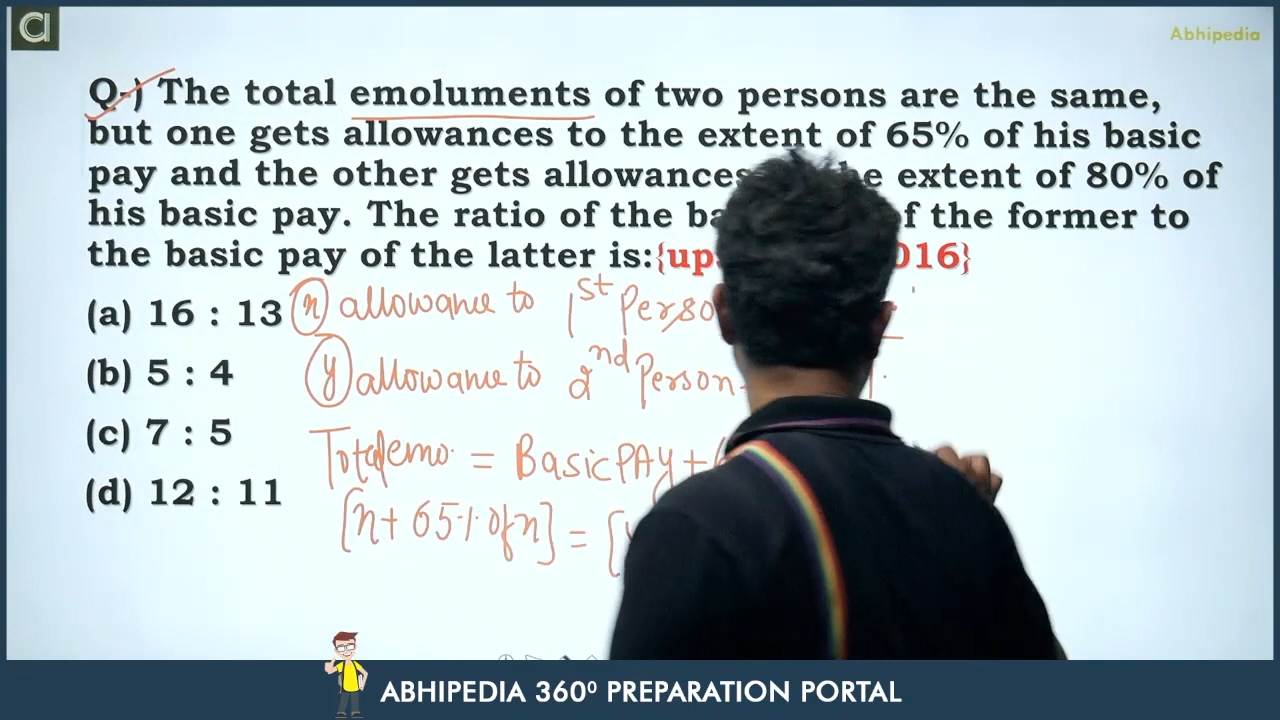 a
Abhipedia
Q-) The total emoluments of two persons are the same,
but one gets allowances to the extent of 65% of his basic
pay and the other gets allowances extent of 80% of
his basic pay. The ratio of the of the former to
the basic pay of the latter is:{up 016}
(a) 16 : 13
(x) allowance to 1st Perso
(b) 5 : 4
(y) allowance to 2nd Person
(c) 7 : 5
Total emo. = Basic PAY +
[x + 65% of x] = [
(d) 12 : 11
ABHIPEDIA 360⁰ PREPARATION PORTAL